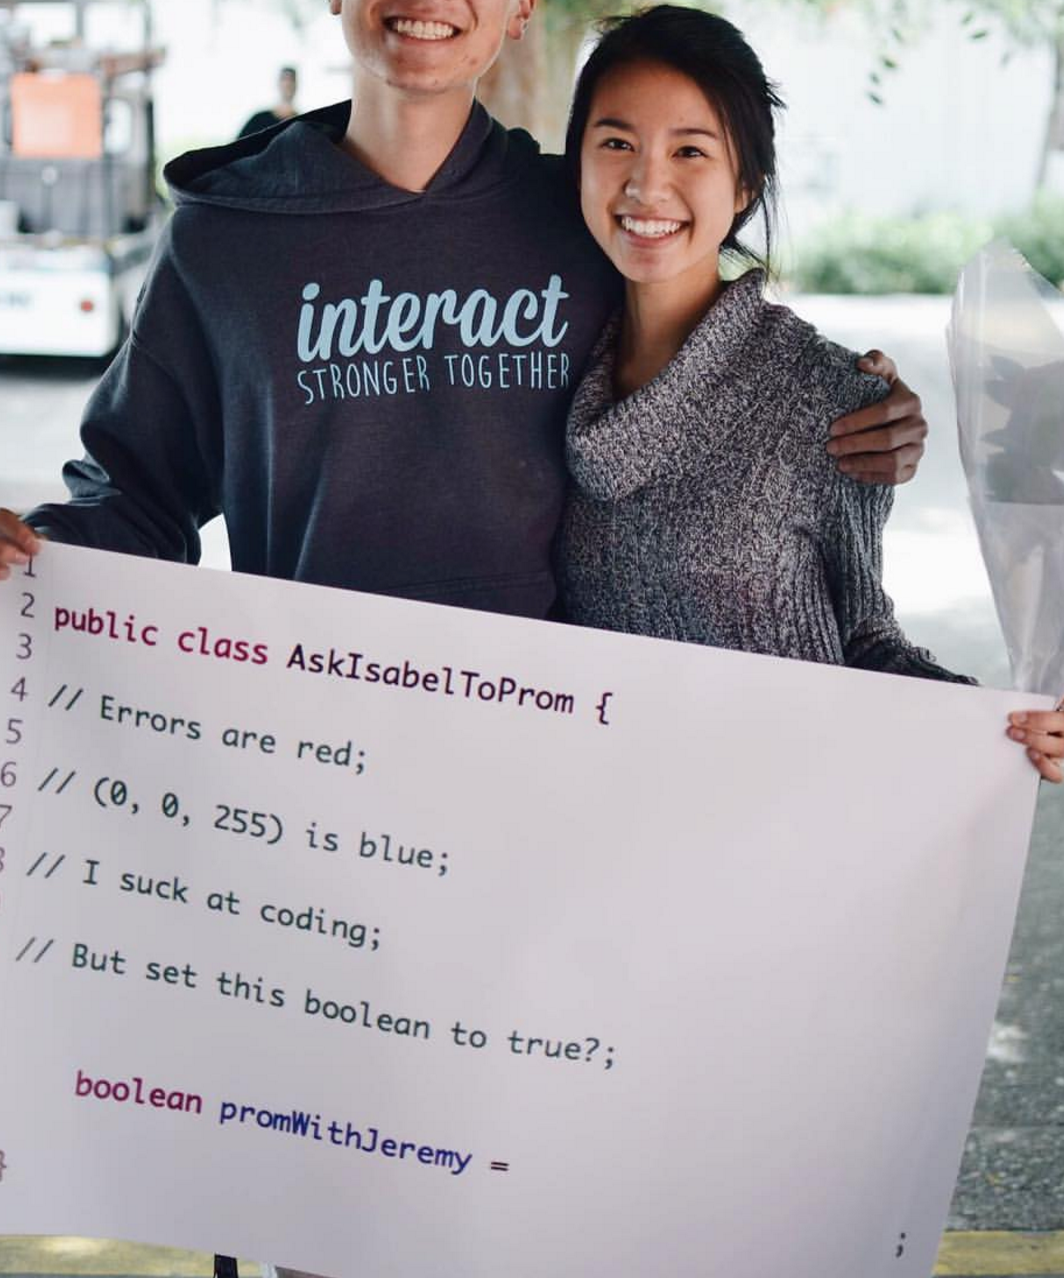 interact
STRONGER TOGETHER
1
2 public class AskIsabelToProm {
3
4 // Errors are red;
5
6 // (0, 0, 255) is blue;
7
8 // I suck at coding;
// But set this boolean to true?;
boolean promWithJeremy =
}
;